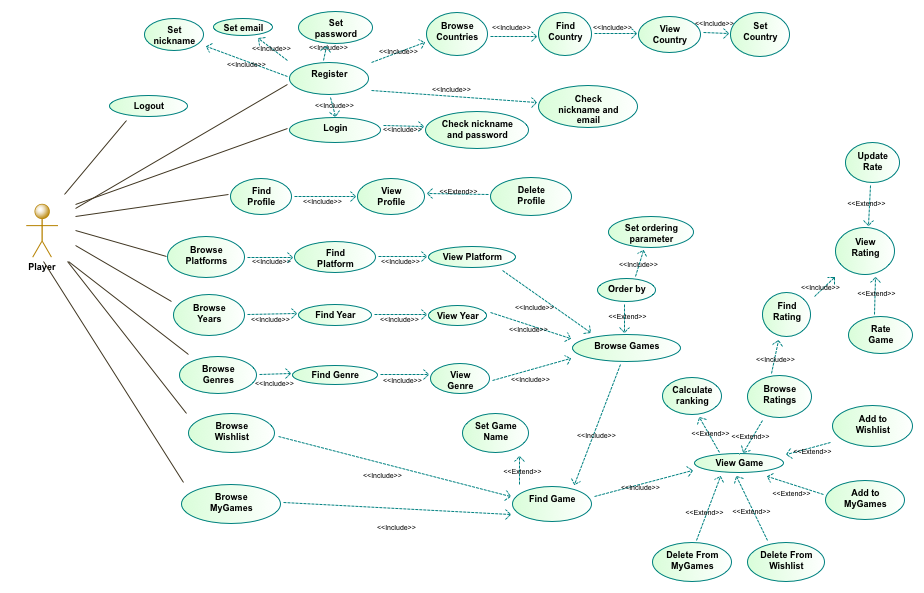 Set
nickname
Set email
Set
password
Browse
Countries
<<Include>>
Find
Country
<<Include>>
View
Country
<<Include>>
Set
Country
<<Include>>
<<Include>>
<<Include>>
<<Include>>
Register
<<Include>>
Check
nickname and
email
<<Include>>
Logout
Login
<<Include>>
Check nickname
and password
Update
Rate
<<Extend>>
Find
Profile
<<Include>>
View
Profile
<<Extend>>
Delete
Profile
Player
Set ordering
parameter
<<Include>>
View
Rating
Browse
Platforms
<<Include>>
Find
Platform
<<Include>>
View Platform
Order by
<<Include>>
<<Extend>>
<<Include>>
<<Extend>>
Browse
Years
<<Include>>
Find Year
<<Include>>
View Year
<<Include>>
Find
Rating
Rate
Game
Browse Games
<<Include>>
Browse
Genres
<<Include>>
Find Genre
<<Include>>
View
Genre
<<Include>>
Calculate
ranking
Browse
Ratings
Browse
Wishlist
Set Game
Name
<<Include>>
<<Extend>>
<<Extend>>
Add to
Wishlist
<<Extend>>
<<Include>>
<<Extend>>
View Game
<<Include>>
<<Extend>>
Add to
MyGames
Browse
MyGames
Find Game
<<Include>>
<<Extend>>
<<Extend>>
Delete From
MyGames
Delete From
Wishlist